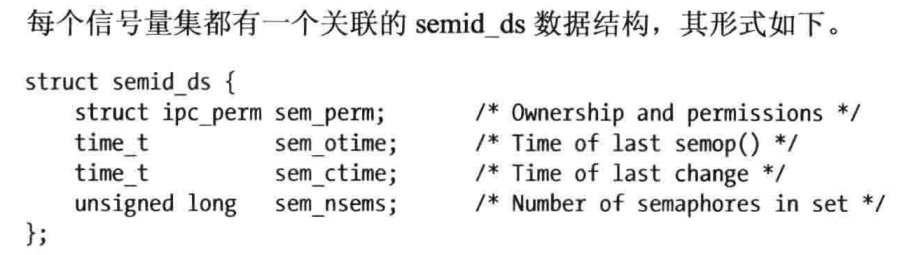 每个信号量集都有一个关联的 semid_ds 数据结构，其形式如下。
struct semid_ds {
    struct ipc_perm sem_perm;       /* Ownership and permissions */
    time_t          sem_otime;      /* Time of last semop() */
    time_t          sem_ctime;      /* Time of last change */
    unsigned long   sem_nsems;      /* Number of semaphores in set */
};